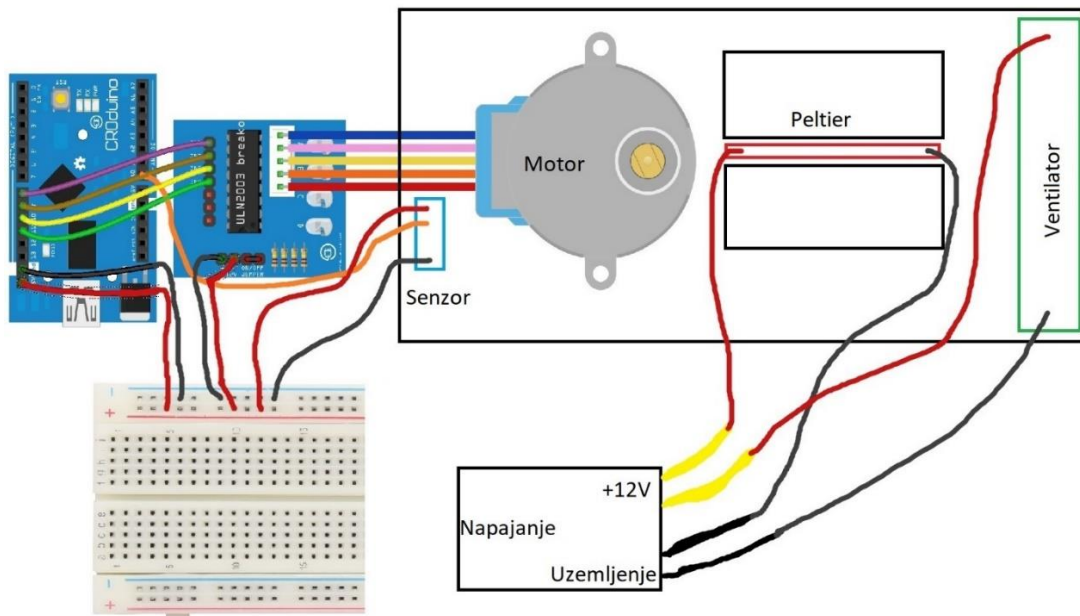 CROduino
ULN2003 breako
Motor
Senzor
Peltier
Ventilator
+12V
Napajanje
Uzemljenje